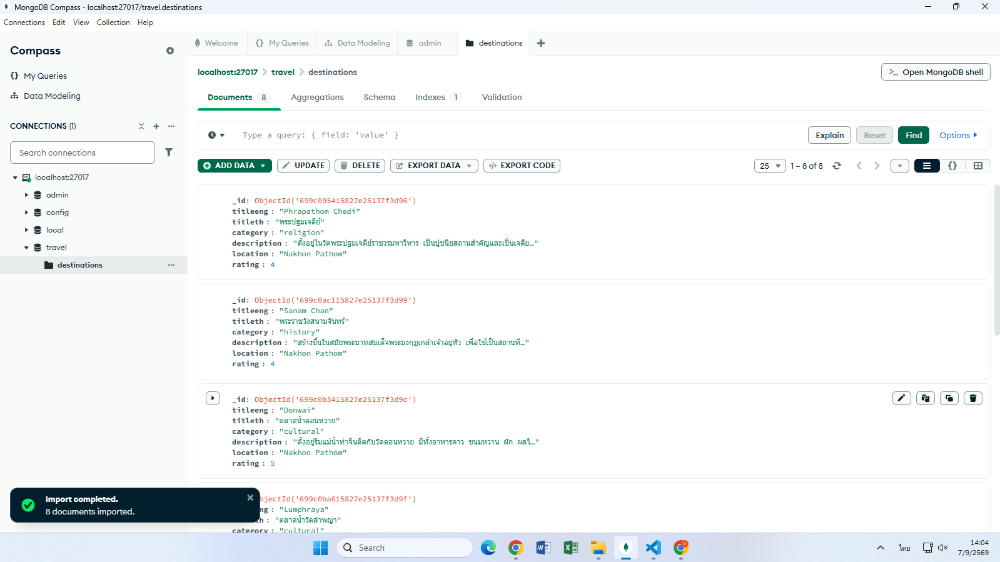 MongoDB Compass - localhost:27017/travel.destinations
Connections Edit View Collection Help
Compass
My Queries
Data Modeling
CONNECTIONS (1)
Search connections
localhost:27017
admin
config
local
travel
destinations
Welcome
My Queries
Data Modeling
admin
destinations
localhost:27017 > travel > destinations
Open MongoDB shell
Documents 8
Aggregations
Schema
Indexes 1
Validation
Type a query: { field: 'value' }
Explain
Reset
Find
Options
ADD DATA
UPDATE
DELETE
EXPORT DATA
EXPORT CODE
25
1 – 8 of 8
_id: ObjectId('699c095415827e25137f3d96')
titleeng : "Phrapathom Chedi"
titleth : "พระปฐมเจดีย์"
category : "religion"
description : "ตั้งอยู่ในวัดพระปฐมเจดีย์ราชวรมหาวิหาร เป็นปูชนียสถานสำคัญและเป็นเจดีย…"
location : "Nakhon Pathom"
rating : 4
_id: ObjectId('699c0ac115827e25137f3d99')
titleeng : "Sanam Chan"
titleth : "พระราชวังสนามจันทร์"
category : "history"
description : "สร้างขึ้นในสมัยพระบาทสมเด็จพระมงกุฎเกล้าเจ้าอยู่หัว เพื่อใช้เป็นสถานที่…"
location : "Nakhon Pathom"
rating : 4
_id: ObjectId('699c0b3415827e25137f3d9c')
titleeng : "Donwai"
titleth : "ตลาดน้ำดอนหวาย"
category : "cultural"
description : "ตั้งอยู่ริมแม่น้ำท่าจีนติดกับวัดดอนหวาย มีทั้งอาหารคาว ขนมหวาน ผัก ผลไ…"
location : "Nakhon Pathom"
rating : 5
bjectId('699c0ba615827e25137f3d9f')
ng : "Lumphraya"
h : "ตลาดน้ำวัดลำพญา"
category : "cultural"
Import completed.
8 documents imported.
Search
ไทย
14:04
7/9/2569